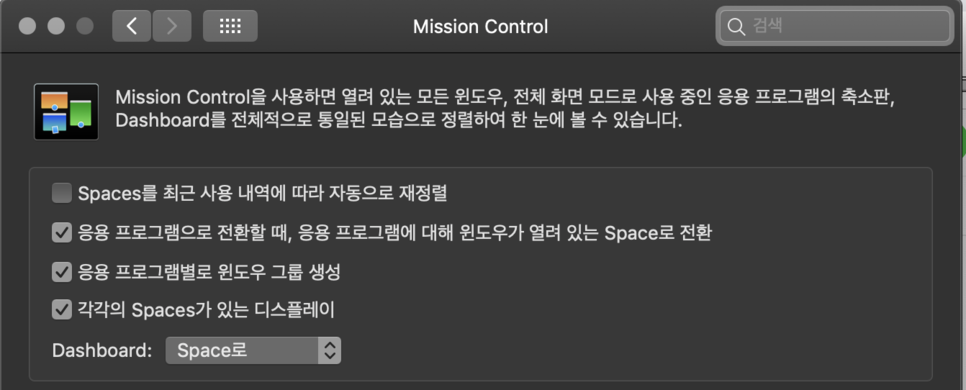 Mission Control
검색
Mission Control을 사용하면 열려 있는 모든 윈도우, 전체 화면 모드로 사용 중인 응용 프로그램의 축소판,
Dashboard를 전체적으로 통일된 모습으로 정렬하여 한 눈에 볼 수 있습니다.
Spaces를 최근 사용 내역에 따라 자동으로 재정렬
응용 프로그램으로 전환할 때, 응용 프로그램에 대해 윈도우가 열려 있는 Space로 전환
응용 프로그램별로 윈도우 그룹 생성
각각의 Spaces가 있는 디스플레이
Dashboard: Space로